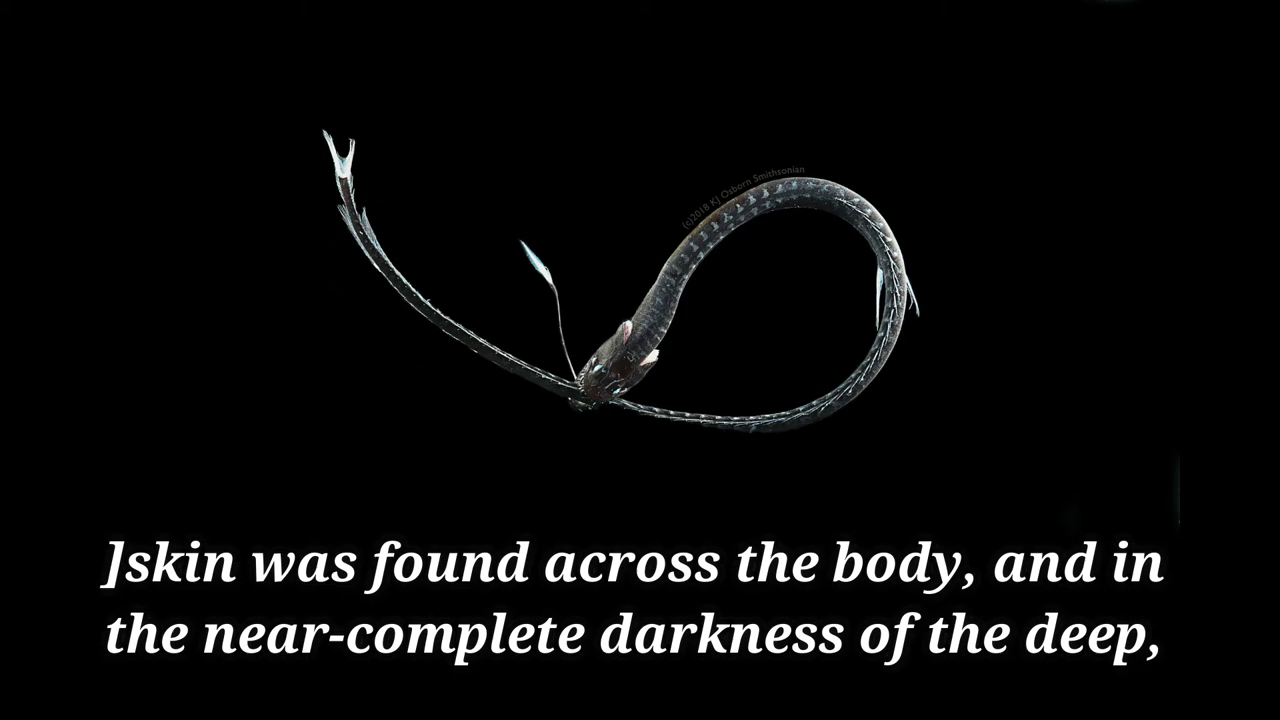 (c)2018 KJ Osborn Smithsonian
]skin was found across the body, and in
the near-complete darkness of the deep,